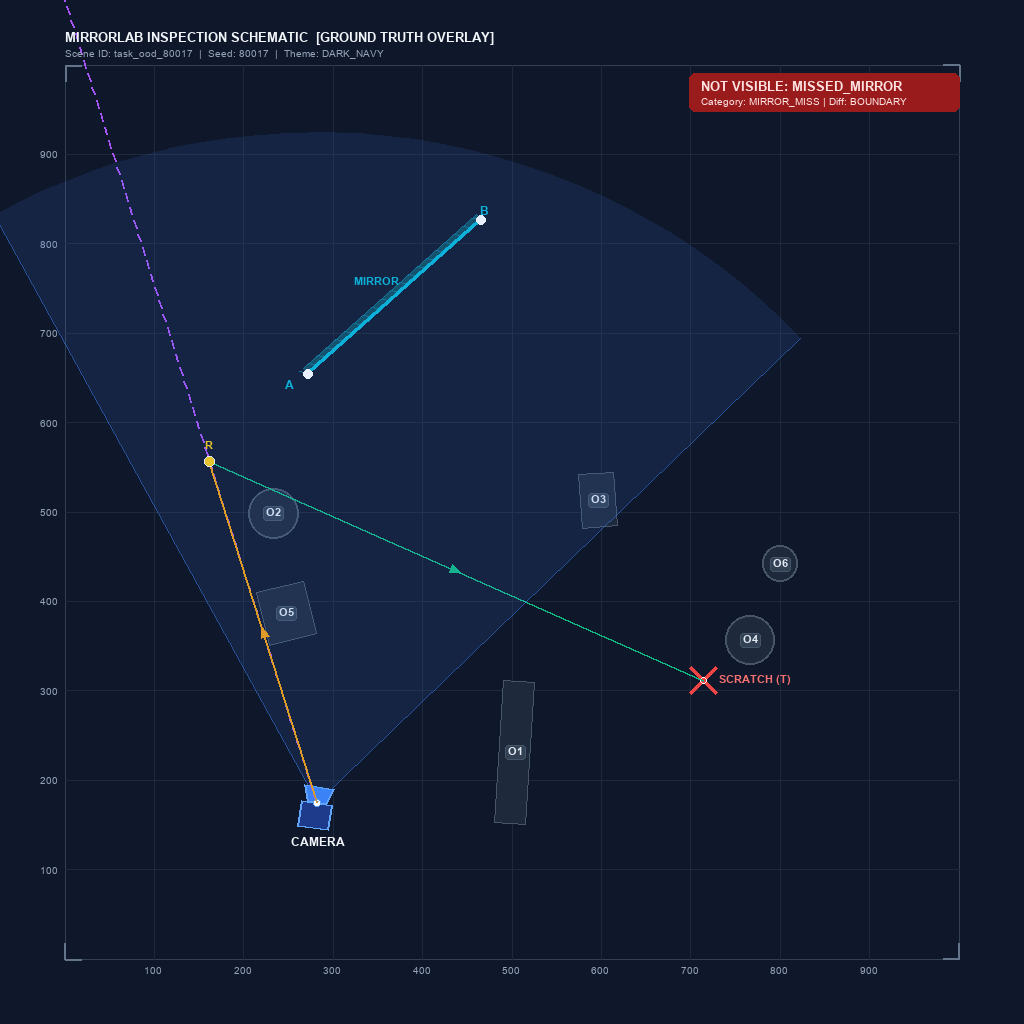 MIRRORLAB INSPECTION SCHEMATIC [GROUND TRUTH OVERLAY]
Scene ID: task_ood_80017 | Seed: 80017 | Theme: DARK_NAVY
NOT VISIBLE: MISSED_MIRROR
Category: MIRROR_MISS | Diff: BOUNDARY
900
B
800
MIRROR
700
A
600
R
500
O2
O3
O6
400
O5
O4
300
SCRATCH (T)
O1
200
CAMERA
100
100 200 300 400 500 600 700 800 900